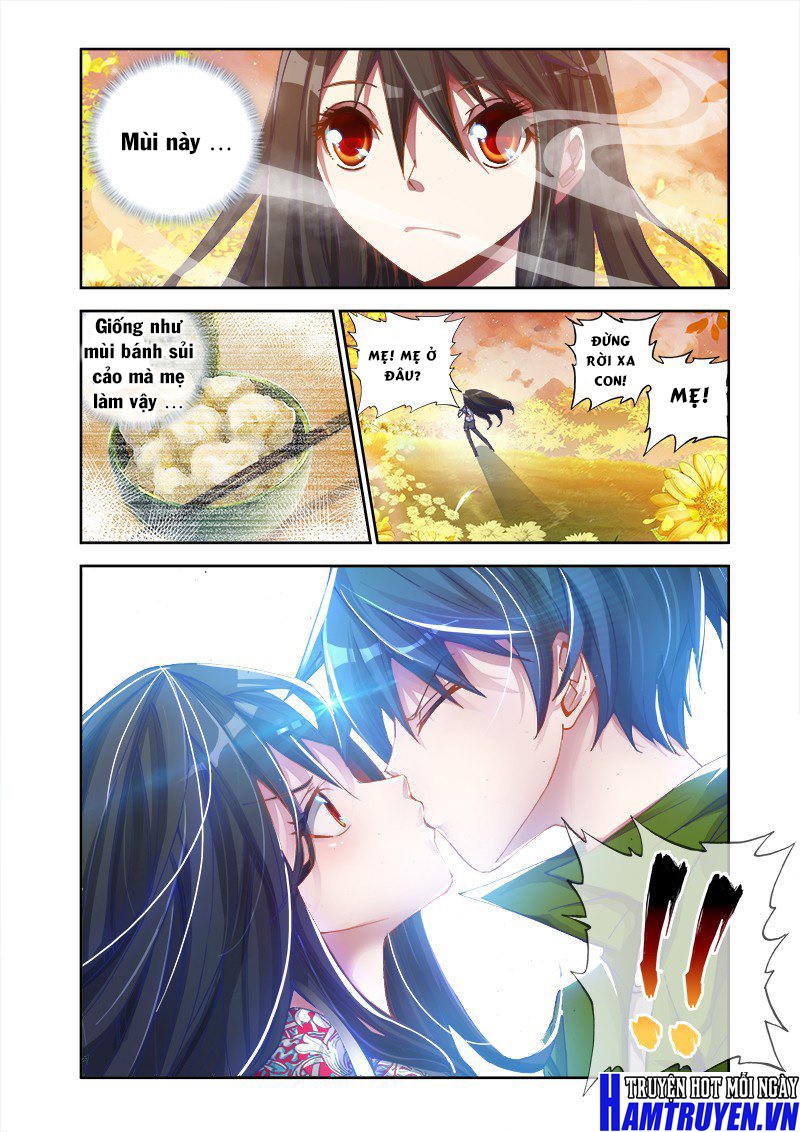 Mùi này ...
Giống như
mùi bánh sủi
cảo mà mẹ
làm vậy ...
MẸ! MẸ Ở
ĐÂU?
ĐỪNG
RỜI XA
CON!
MẸ!
!!
TRUYỆN HOT MỖI NGÀY
HAMTRUYEN.VN